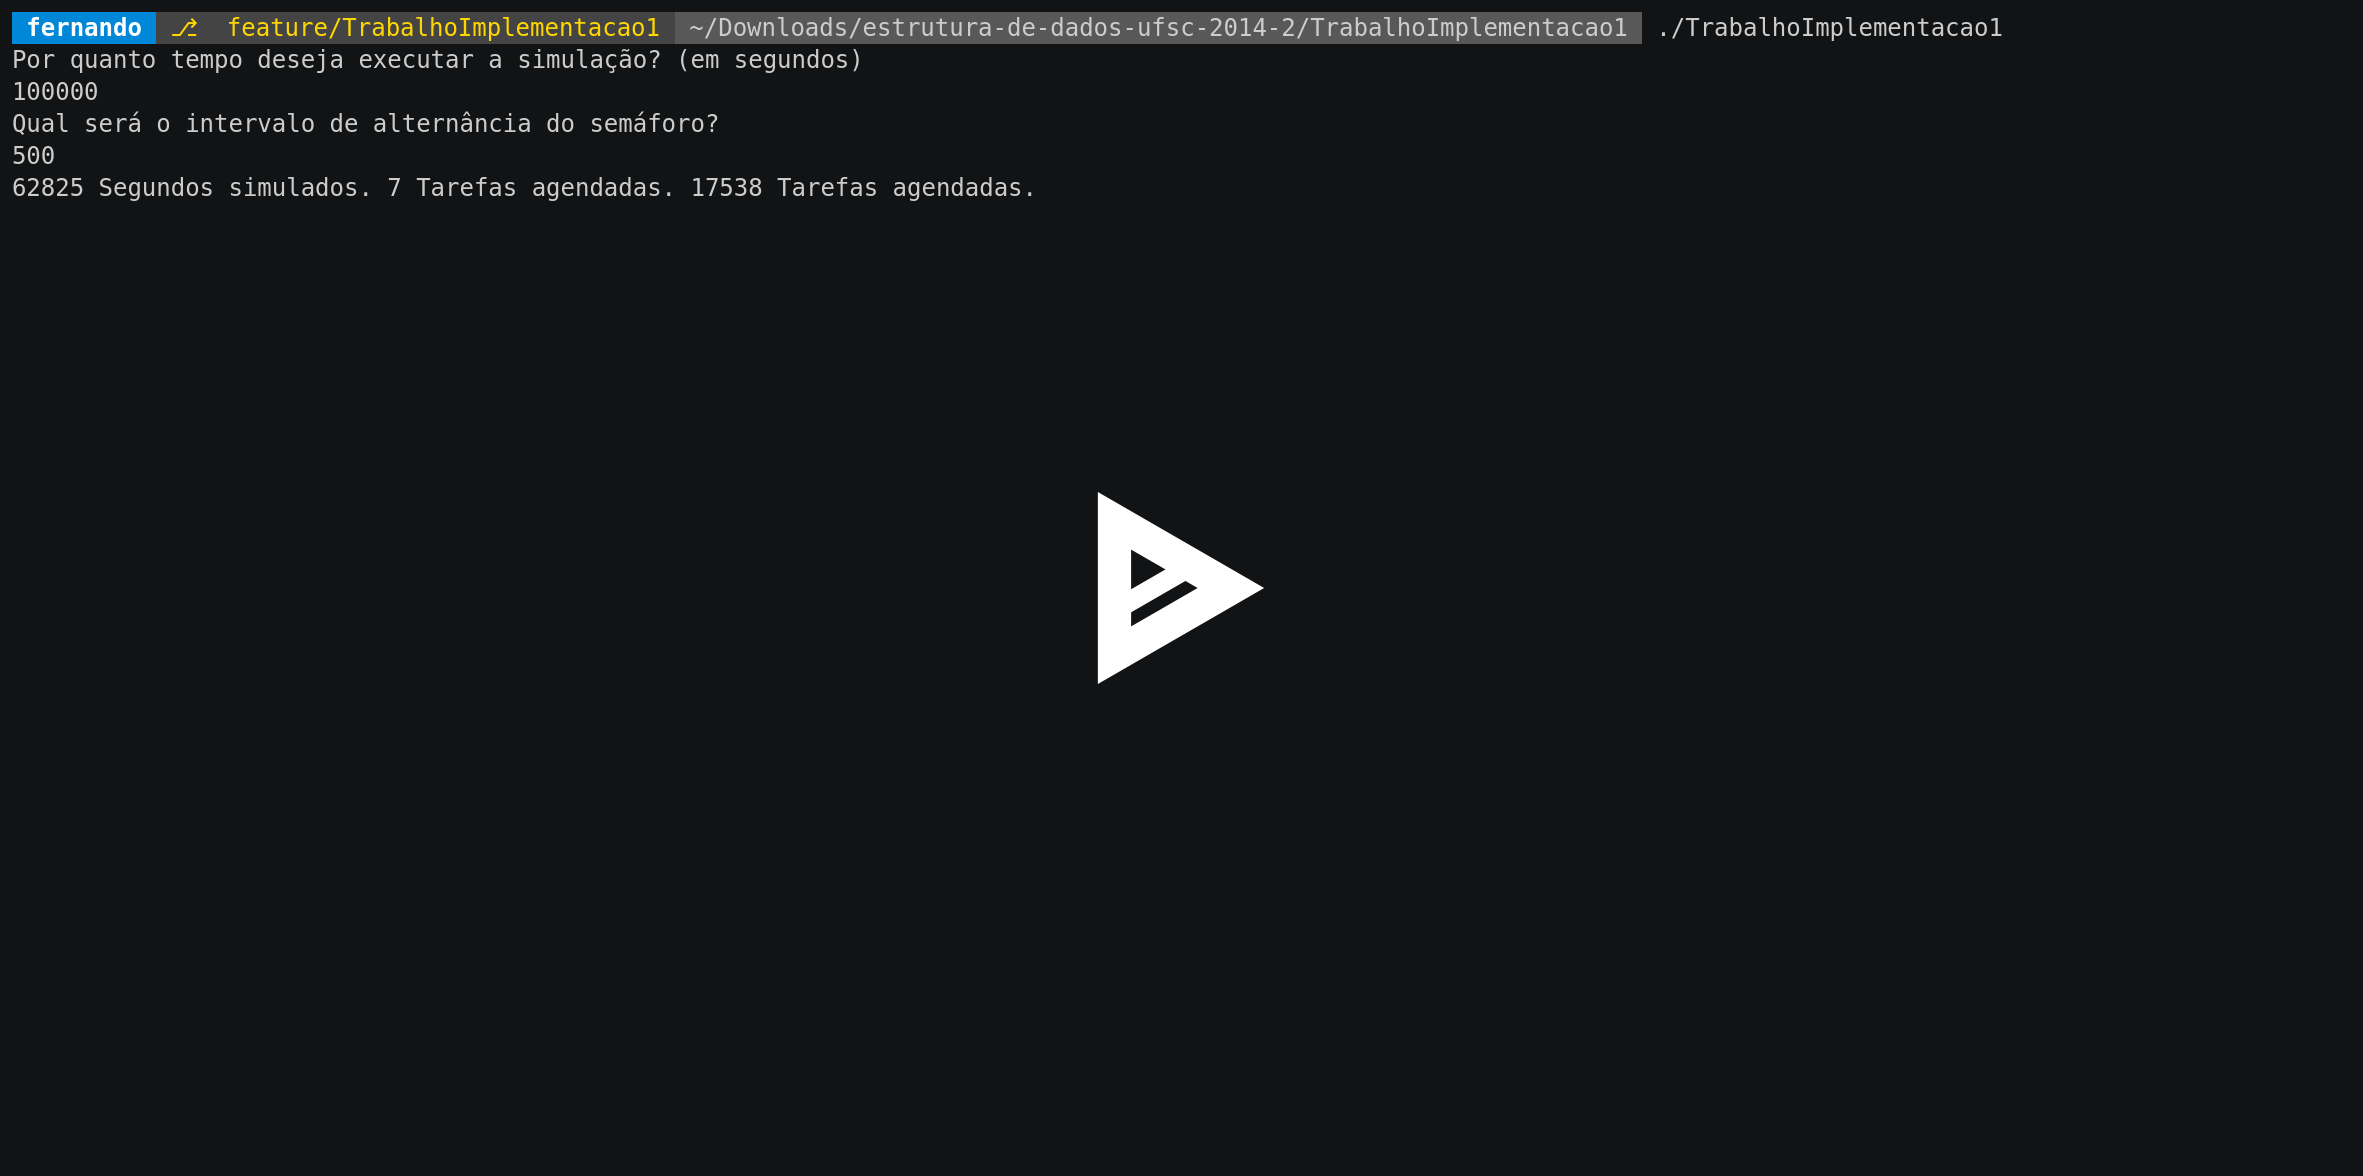 fernando ⎇ feature/TrabalhoImplementacao1 ~/Downloads/estrutura-de-dados-ufsc-2014-2/TrabalhoImplementacao1 ./TrabalhoImplementacao1
Por quanto tempo deseja executar a simulação? (em segundos)
100000
Qual será o intervalo de alternância do semáforo?
500
62825 Segundos simulados. 7 Tarefas agendadas. 17538 Tarefas agendadas.